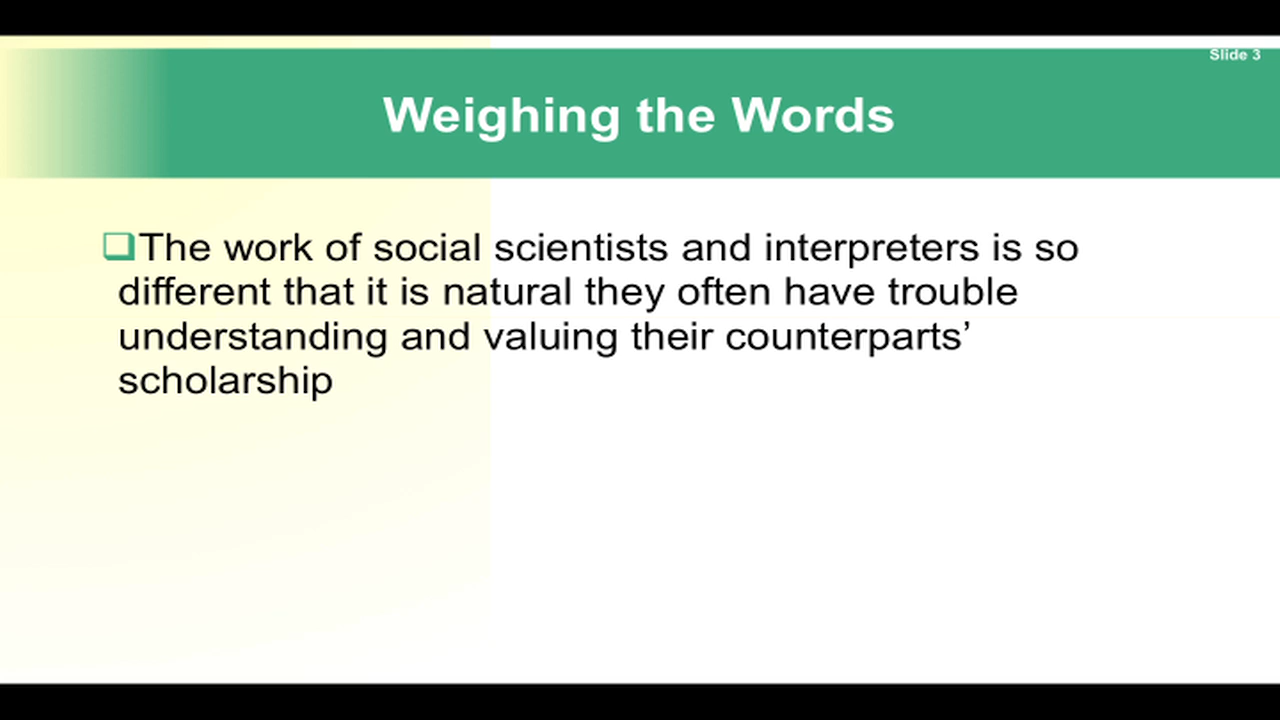 Slide 3
Weighing the Words
❑The work of social scientists and interpreters is so
different that it is natural they often have trouble
understanding and valuing their counterparts’
scholarship